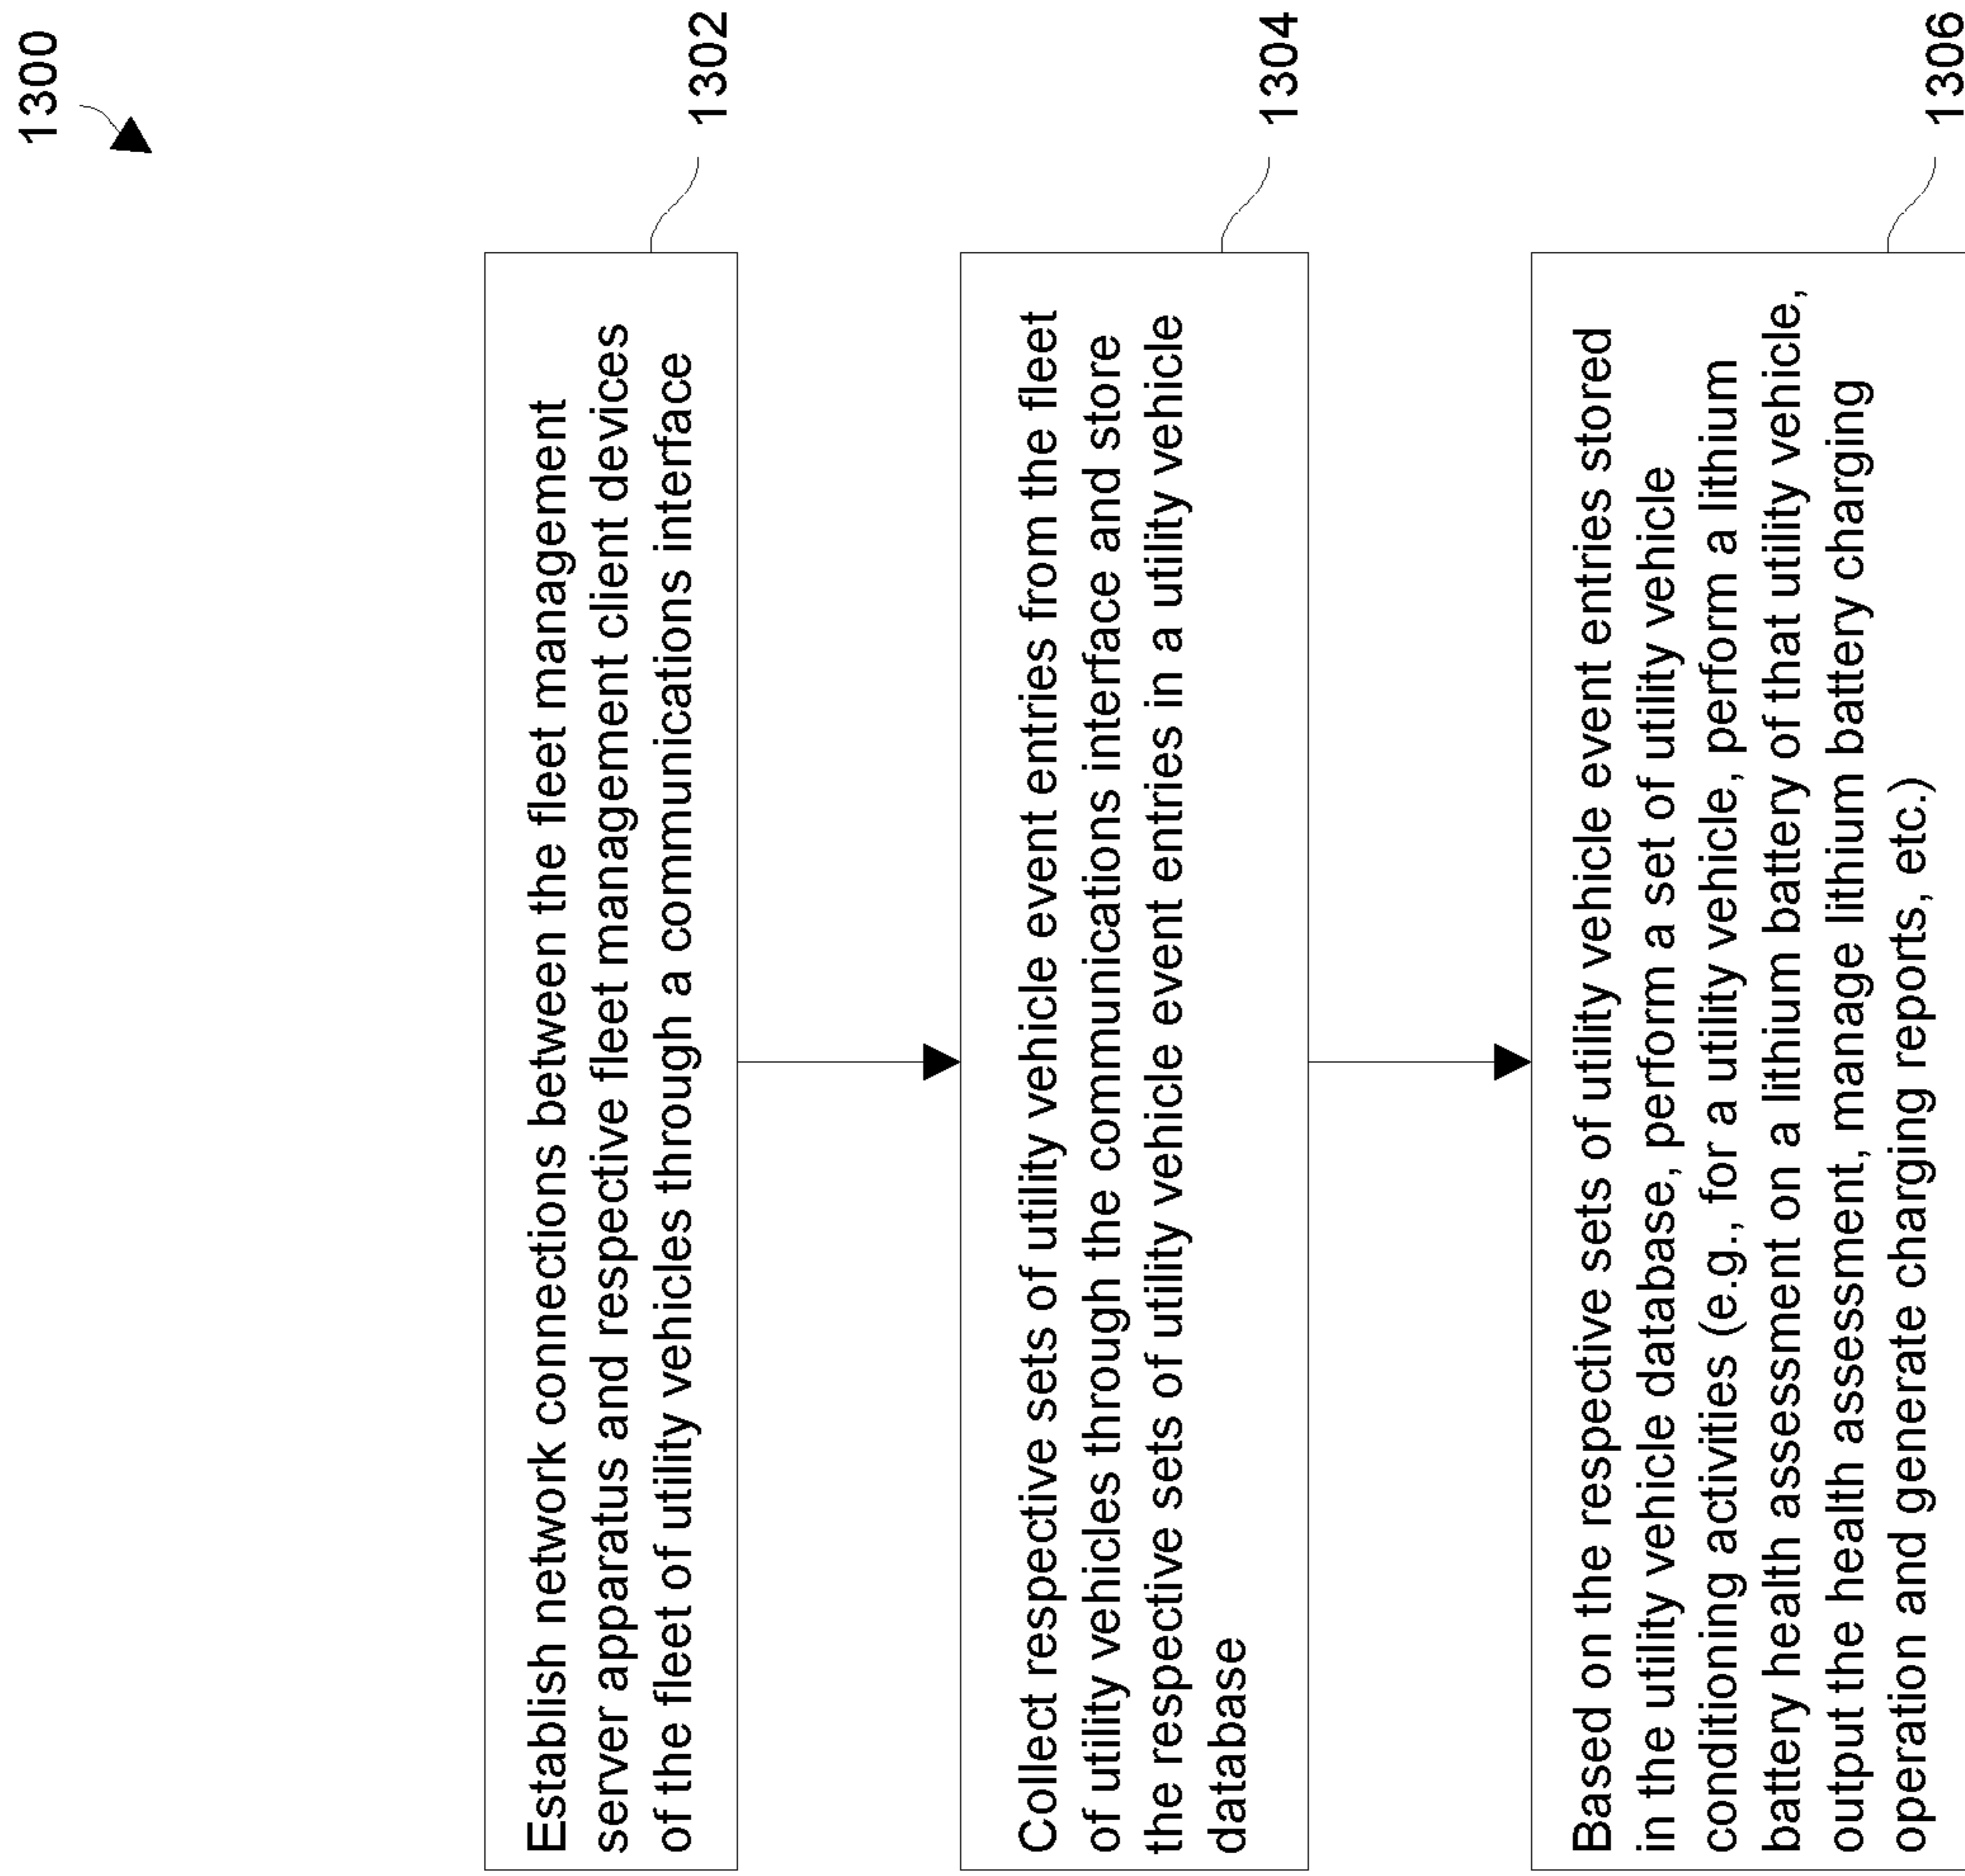 1300
Establish network connections between the fleet management
server apparatus and respective fleet management client devices
of the fleet of utility vehicles through a communications interface
1302
Collect respective sets of utility vehicle event entries from the fleet
of utility vehicles through the communications interface and store
the respective sets of utility vehicle event entries in a utility vehicle
database
1304
Based on the respective sets of utility vehicle event entries stored
in the utility vehicle database, perform a set of utility vehicle
conditioning activities (e.g., for a utility vehicle, perform a lithium
battery health assessment on a lithium battery of that utility vehicle,
output the health assessment, manage lithium battery charging
operation and generate charging reports, etc.)
1306